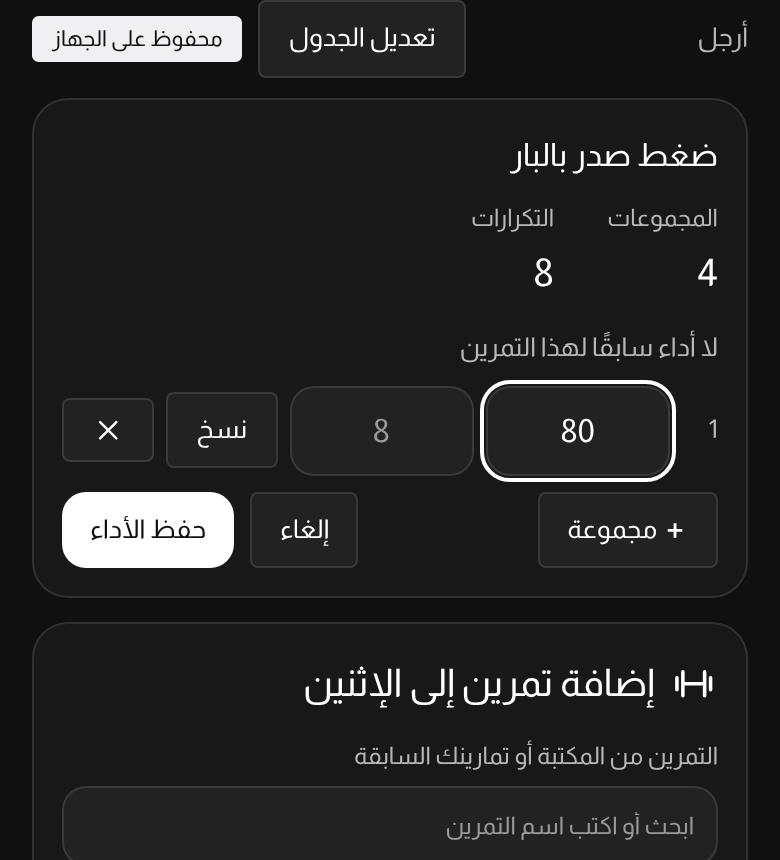 أرجل
تعديل الجدول
محفوظ على الجهاز
ضغط صدر بالبار
المجموعات التكرارات
4 8
لا أداء سابقًا لهذا التمرين
1 80 8 نسخ ×
+ مجموعة إلغاء حفظ الأداء
إضافة تمرين إلى الإثنين
التمرين من المكتبة أو تمارينك السابقة
ابحث أو اكتب اسم التمرين